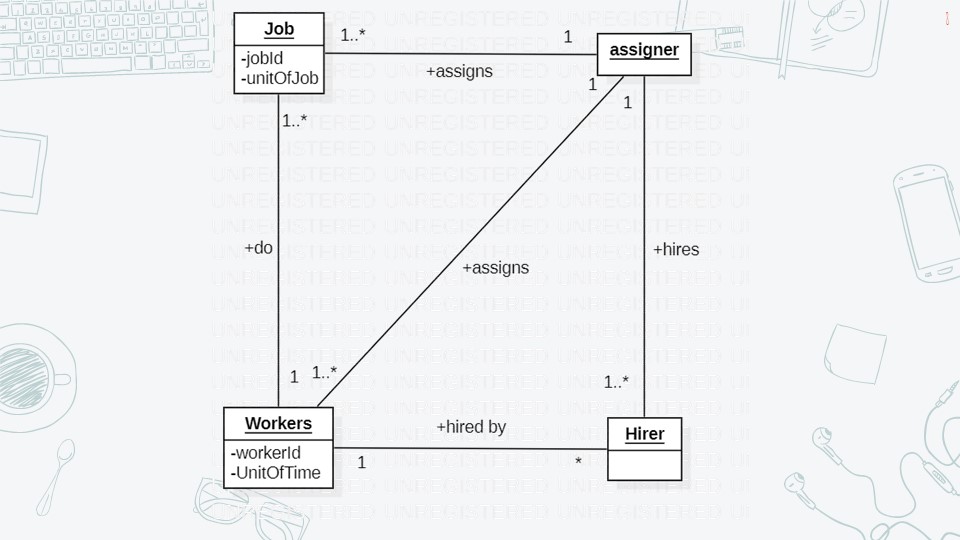 Job
-jobId
-unitOfJob
1..*
1
assigner
+assigns
1
1
1..*
+do
+assigns
+hires
1
1..*
1..*
Workers
-workerId
-UnitOfTime
+hired by
1
*
Hirer
UNREGISTERED UNREGISTERED UNREGISTERED UI